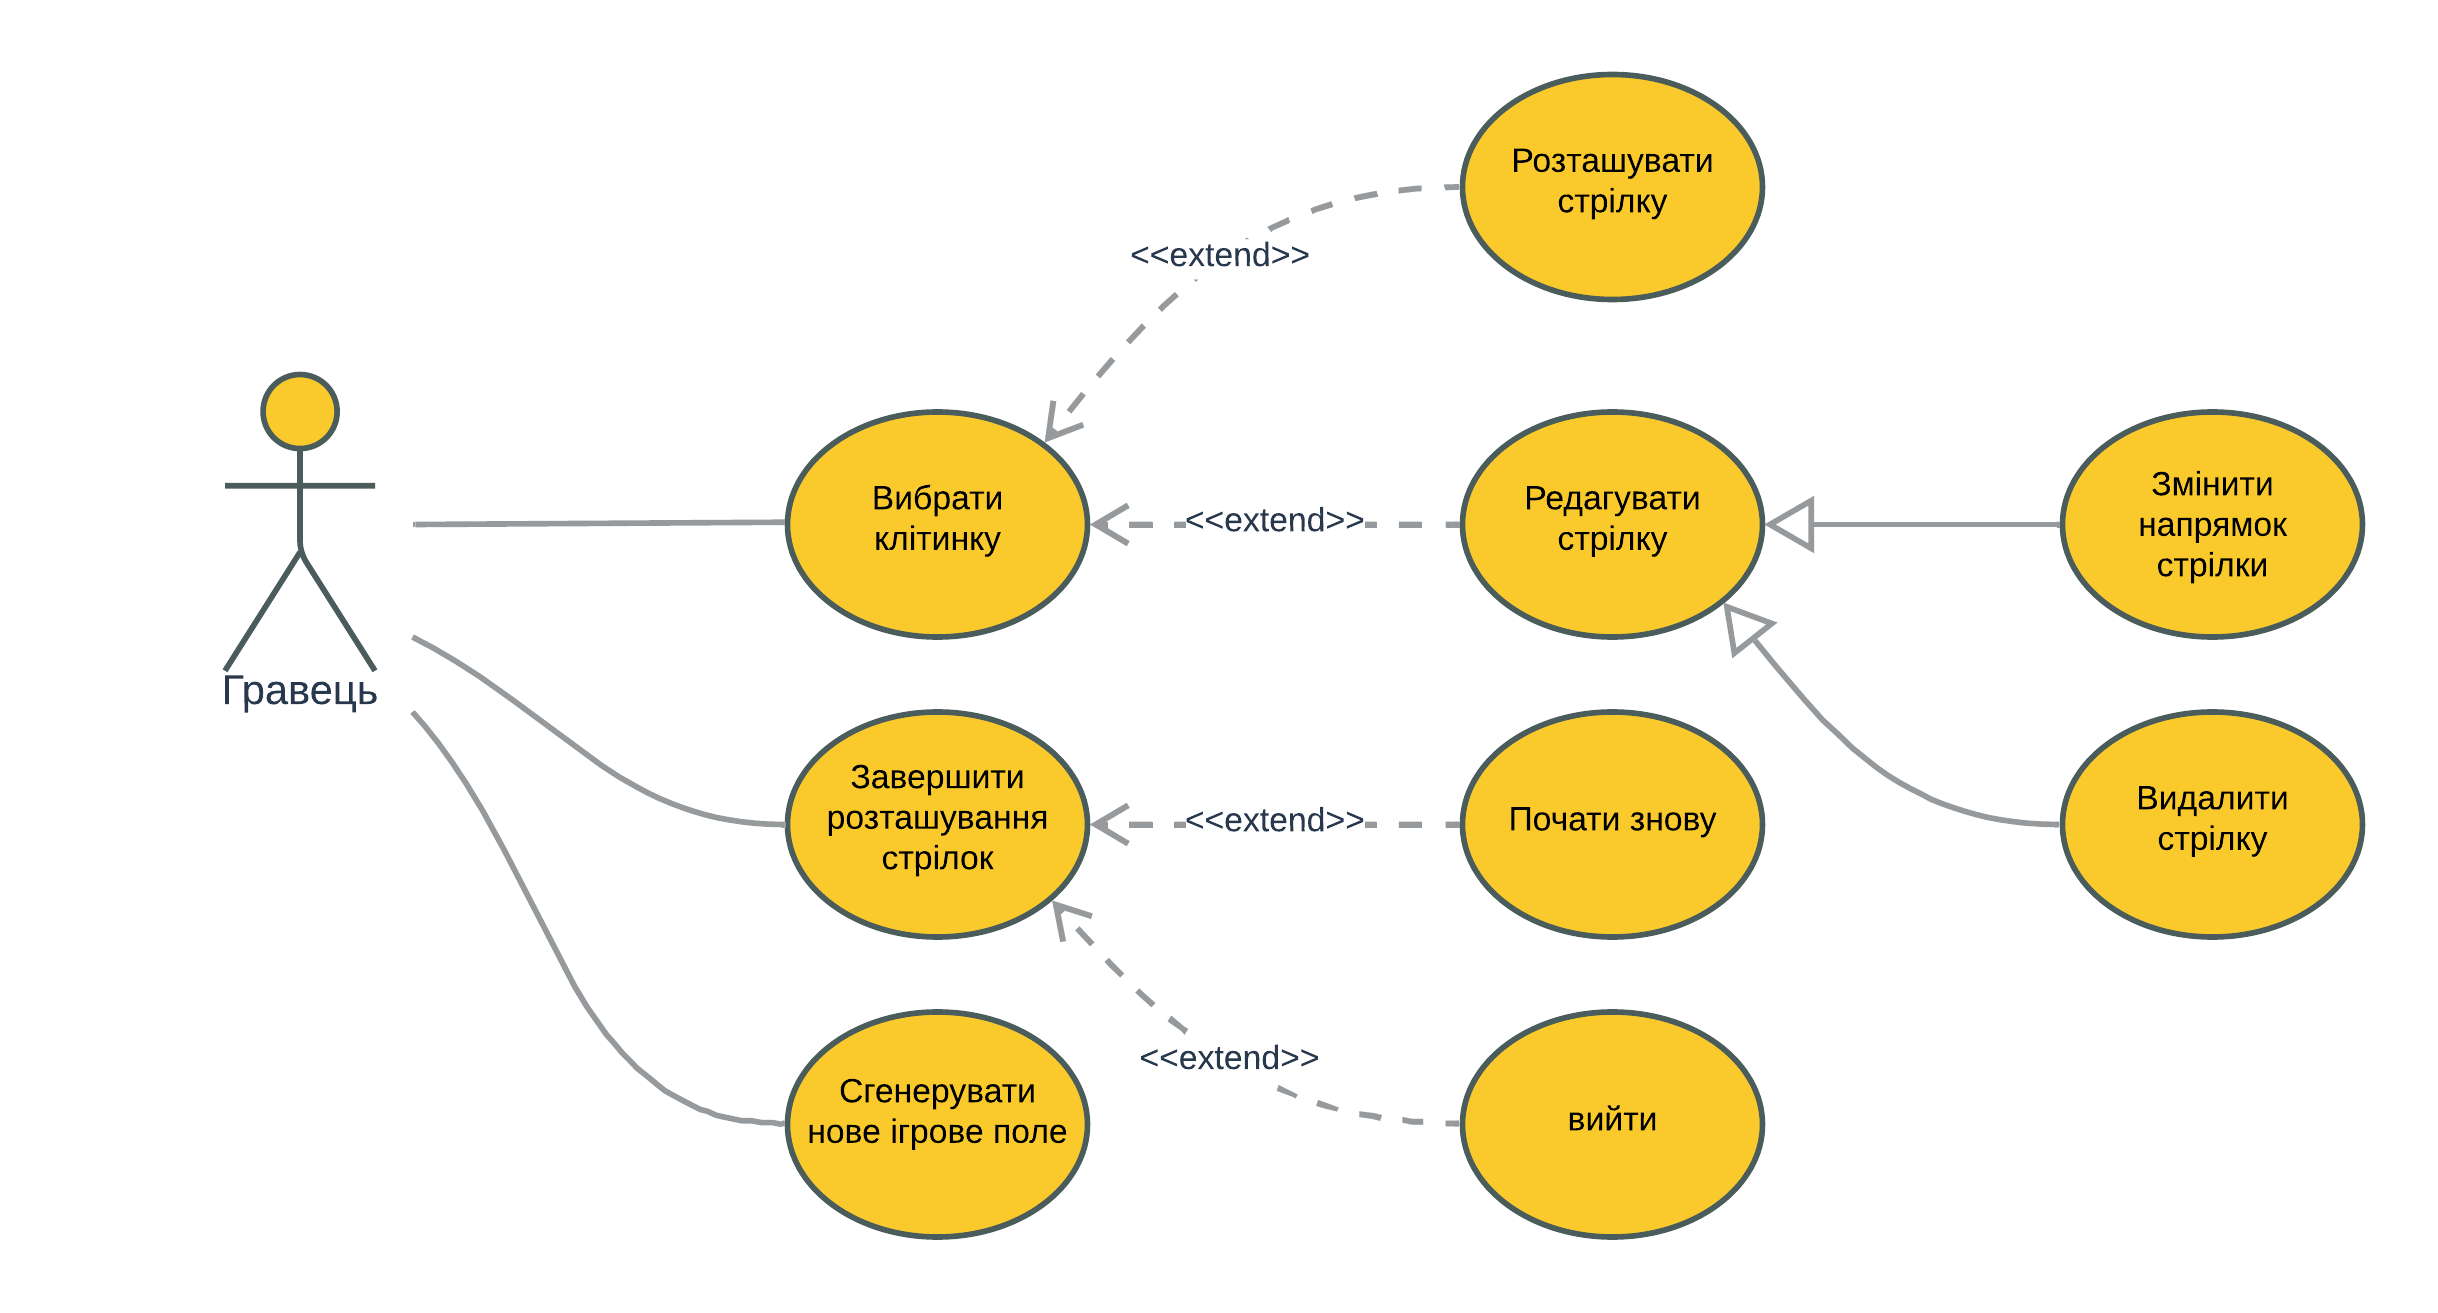 Розташувати
стрілку
<<extend>>
Гравець
Вибрати
клітинку
<<extend>>
Редагувати
стрілку
Змінити
напрямок
стрілки
Завершити
розташування
стрілок
<<extend>>
Почати знову
Видалити
стрілку
<<extend>>
Сгенерувати
нове ігрове поле
вийти